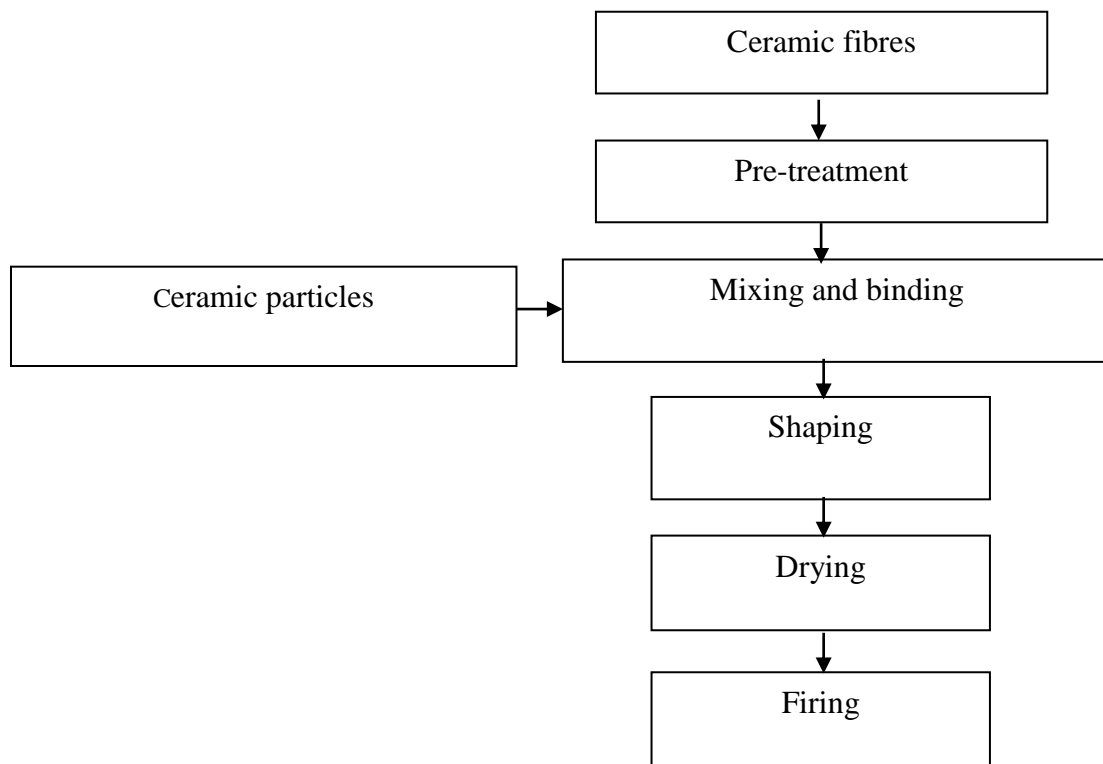 Ceramic fibres
Pre-treatment
Ceramic particles
Mixing and binding
Shaping
Drying
Firing